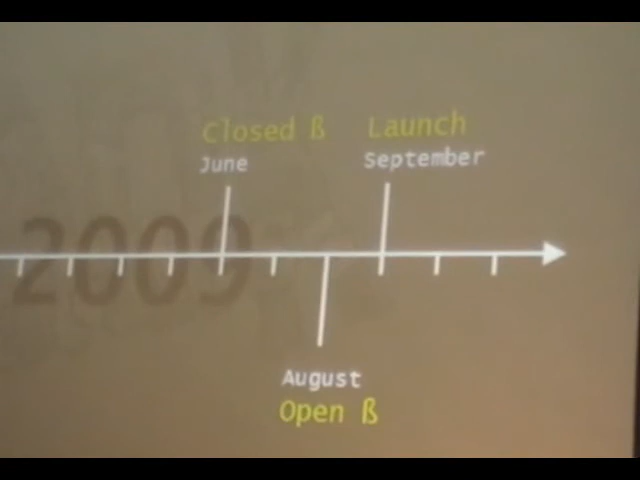 Closed ß Launch
June September
2009
August
Open ß